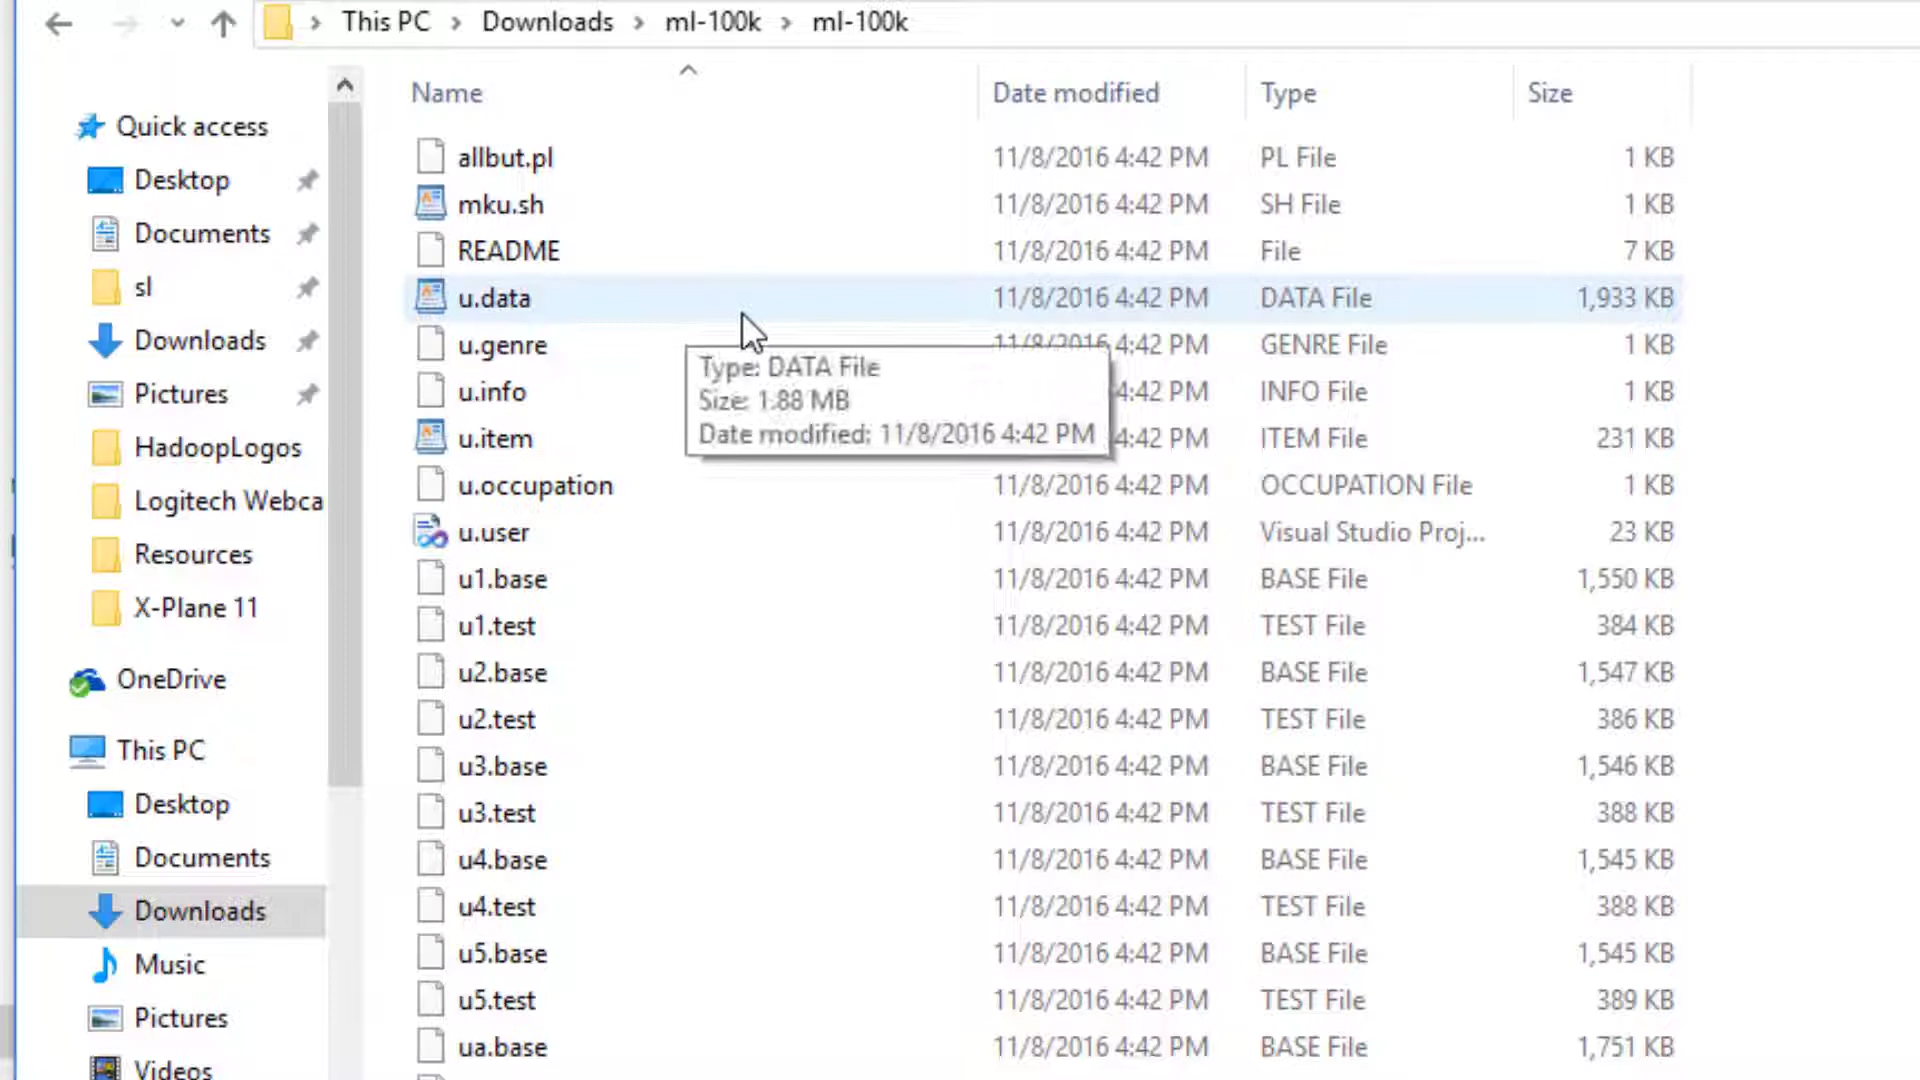 This PC > Downloads > ml-100k > ml-100k
Name Date modified Type Size
Quick access
Desktop
Documents
sl
Downloads
Pictures
HadoopLogos
Logitech Webca
Resources
X-Plane 11
OneDrive
This PC
Desktop
Documents
Downloads
Music
Pictures
Videos
allbut.pl 11/8/2016 4:42 PM PL File 1 KB
mku.sh 11/8/2016 4:42 PM SH File 1 KB
README 11/8/2016 4:42 PM File 7 KB
u.data 11/8/2016 4:42 PM DATA File 1,933 KB
u.genre 11/8/2016 4:42 PM GENRE File 1 KB
u.info 4:42 PM INFO File 1 KB
u.item 4:42 PM ITEM File 231 KB
u.occupation 11/8/2016 4:42 PM OCCUPATION File 1 KB
u.user 11/8/2016 4:42 PM Visual Studio Proj... 23 KB
u1.base 11/8/2016 4:42 PM BASE File 1,550 KB
u1.test 11/8/2016 4:42 PM TEST File 384 KB
u2.base 11/8/2016 4:42 PM BASE File 1,547 KB
u2.test 11/8/2016 4:42 PM TEST File 386 KB
u3.base 11/8/2016 4:42 PM BASE File 1,546 KB
u3.test 11/8/2016 4:42 PM TEST File 388 KB
u4.base 11/8/2016 4:42 PM BASE File 1,545 KB
u4.test 11/8/2016 4:42 PM TEST File 388 KB
u5.base 11/8/2016 4:42 PM BASE File 1,545 KB
u5.test 11/8/2016 4:42 PM TEST File 389 KB
ua.base 11/8/2016 4:42 PM BASE File 1,751 KB
Type: DATA File
Size: 1.88 MB
Date modified: 11/8/2016 4:42 PM